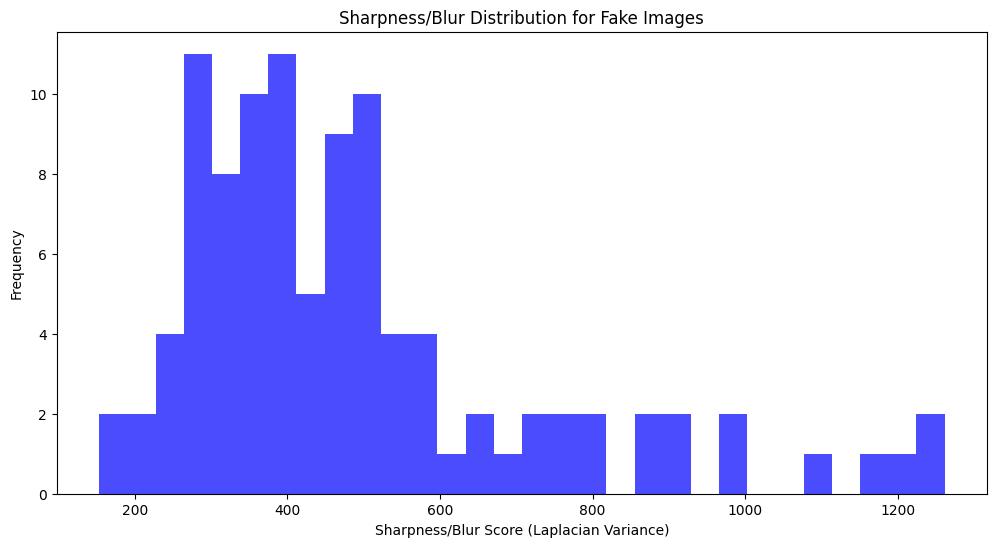 Sharpness/Blur Distribution for Fake Images
10
8
6
4
2
0
Frequency
200 400 600 800 1000 1200
Sharpness/Blur Score (Laplacian Variance)